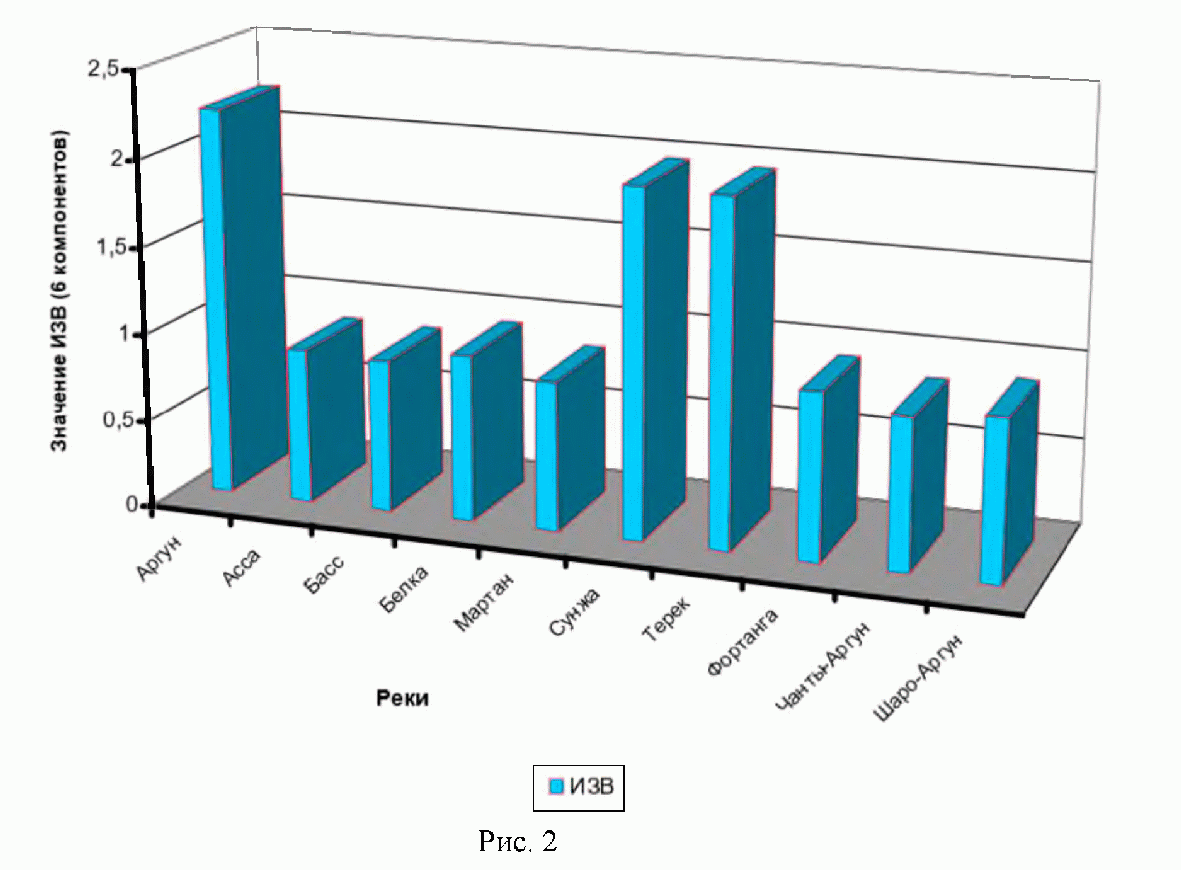 Значение ИЗВ (6 компонентов)
2,5
2
1,5
1
0,5
0
Аргун
Асса
Басс
Белка
Мартан
Сунжа
Терек
Фортанга
Чанты-Аргун
Шаро-Аргун
Реки
ИЗВ
Рис. 2